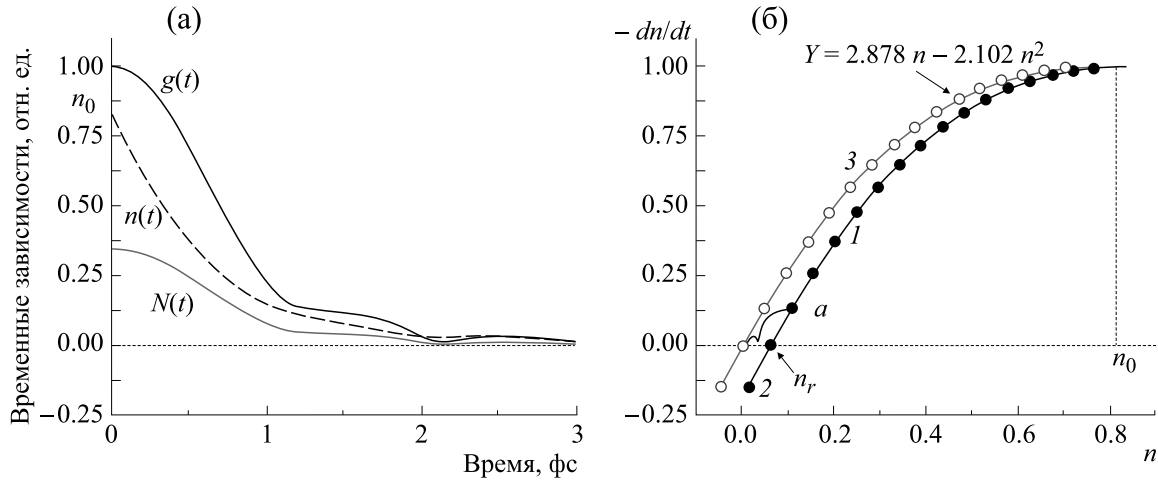 (а)
Временные зависимости, отн. ед.
1.00
n0
0.75
0.50
0.25
0.00
−0.25
g(t)
n(t)
N(t)
0
1
2
3
Время, фс
(б)
− dn/dt
Y = 2.878 n − 2.102 n²
1.00
0.75
0.50
0.25
0.00
−0.25
3
1
a
2
nr
n0
0.0
0.2
0.4
0.6
0.8
n